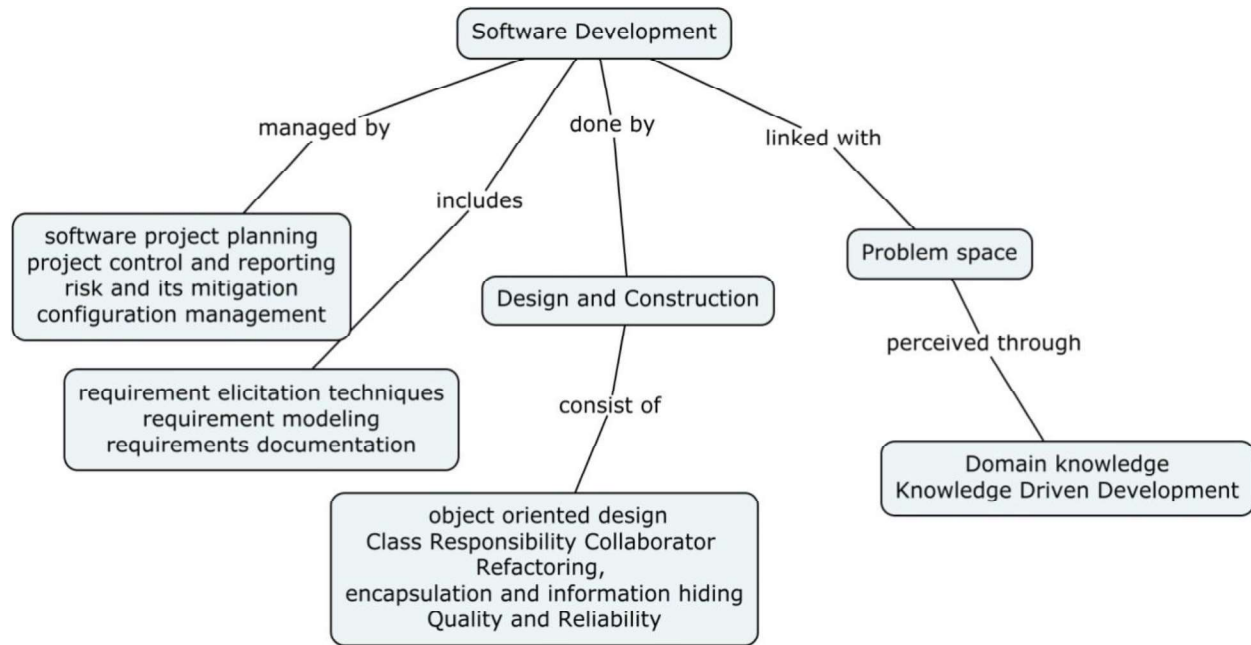 Software Development
managed by
done by
linked with
includes
software project planning
project control and reporting
risk and its mitigation
configuration management
Problem space
Design and Construction
perceived through
requirement elicitation techniques
requirement modeling
requirements documentation
consist of
Domain knowledge
Knowledge Driven Development
object oriented design
Class Responsibility Collaborator
Refactoring,
encapsulation and information hiding
Quality and Reliability